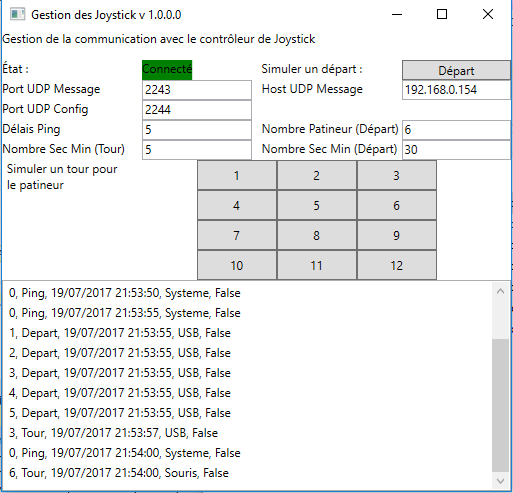 Gestion des Joystick v 1.0.0.0
Gestion de la communication avec le contrôleur de Joystick
État : Connecté Simuler un départ : Départ
Port UDP Message 2243 Host UDP Message 192.168.0.154
Port UDP Config 2244
Délais Ping 5 Nombre Patineur (Départ) 6
Nombre Sec Min (Tour) 5 Nombre Sec Min (Départ) 30
Simuler un tour pour
le patineur
1 2 3
4 5 6
7 8 9
10 11 12
0, Ping, 19/07/2017 21:53:50, Systeme, False
0, Ping, 19/07/2017 21:53:55, Systeme, False
1, Depart, 19/07/2017 21:53:55, USB, False
2, Depart, 19/07/2017 21:53:55, USB, False
3, Depart, 19/07/2017 21:53:55, USB, False
4, Depart, 19/07/2017 21:53:55, USB, False
5, Depart, 19/07/2017 21:53:55, USB, False
3, Tour, 19/07/2017 21:53:57, USB, False
0, Ping, 19/07/2017 21:54:00, Systeme, False
6, Tour, 19/07/2017 21:54:00, Souris, False